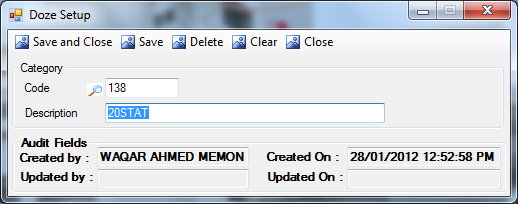 Doze Setup
Save and Close Save Delete Clear Close
Category
Code 138
Description 20STAT
Audit Fields
Created by : WAQAR AHMED MEMON Created On : 28/01/2012 12:52:58 PM
Updated by : Updated On :